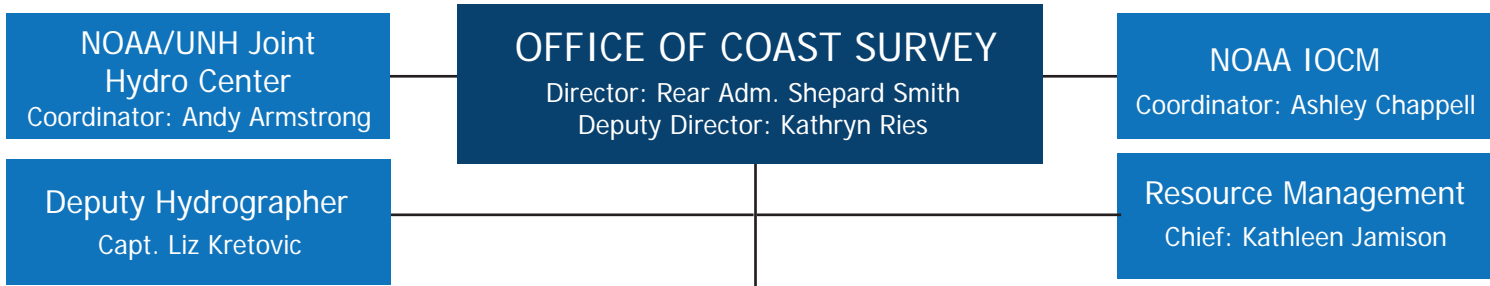 NOAA/UNH Joint
Hydro Center
Coordinator: Andy Armstrong
OFFICE OF COAST SURVEY
Director: Rear Adm. Shepard Smith
Deputy Director: Kathryn Ries
NOAA IOCM
Coordinator: Ashley Chappell
Deputy Hydrographer
Capt. Liz Kretovic
Resource Management
Chief: Kathleen Jamison